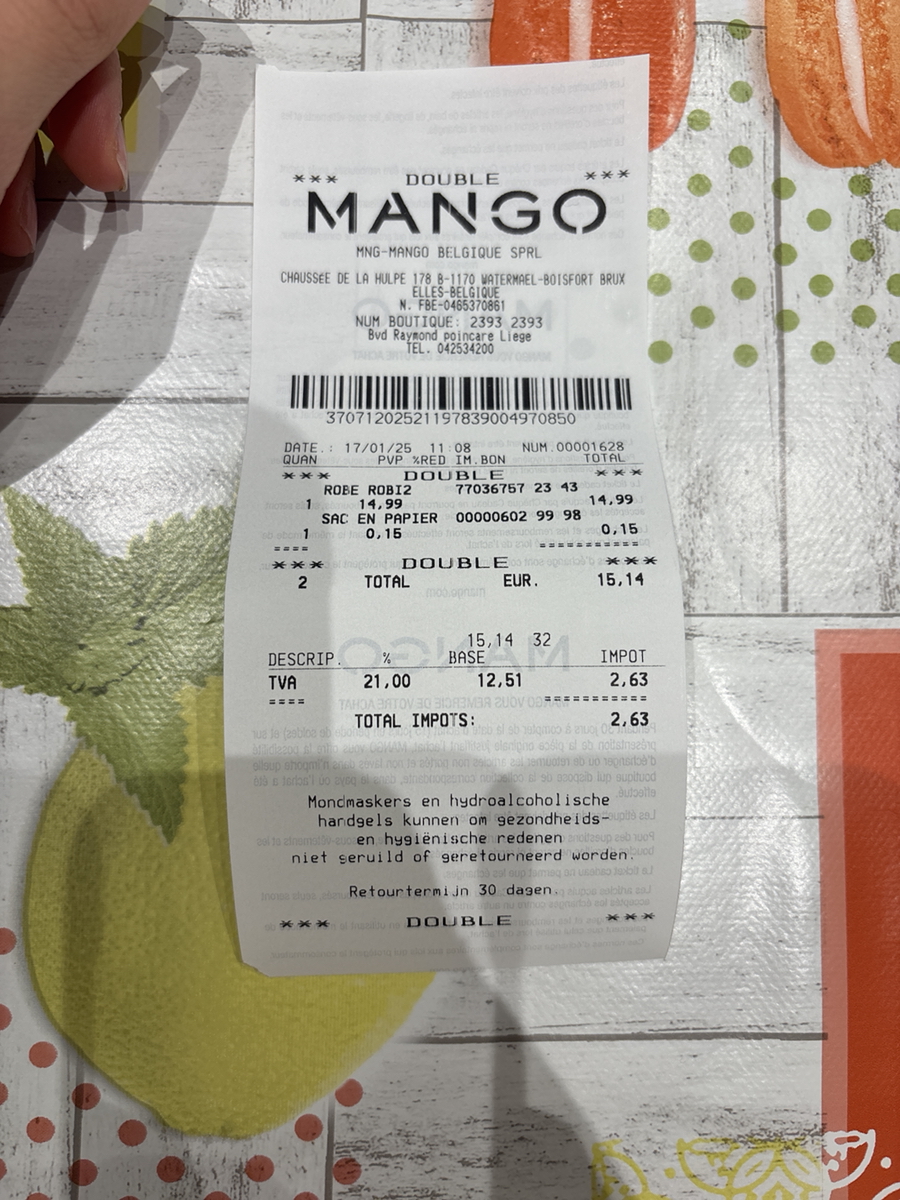 *** DOUBLE ***
MANGO
MNG-MANGO BELGIQUE SPRL
CHAUSSéE DE LA HULPE 178 B-1170 WATERMAEL-BOISFORT BRUX
ELLES-BELGIQUE
N. FBE-0465370861
NUM BOUTIQUE: 2393 2393
Bvd Raymond poincare Liege
TEL. 042534200
37071202521197839004970850
DATE.: 17/01/25 11:08 NUM.00001628
QUAN PVP %RED IM.BON TOTAL
*** DOUBLE ***
ROBE ROBI2 77036757 23 43
1 14,99 14,99
SAC EN PAPIER 00000602 99 98
1 0,15 0,15
==== ===========
*** DOUBLE ***
2 TOTAL EUR. 15,14
15,14 32
DESCRIP. % BASE IMPOT
TVA 21,00 12,51 2,63
==== ===========
TOTAL IMPOTS: 2,63
Mondmaskers en hydroalcoholische
handgels kunnen om gezondheids-
en hygiënische redenen
niet geruild of geretourneerd worden.
Retourtermijn 30 dagen.
*** DOUBLE ***